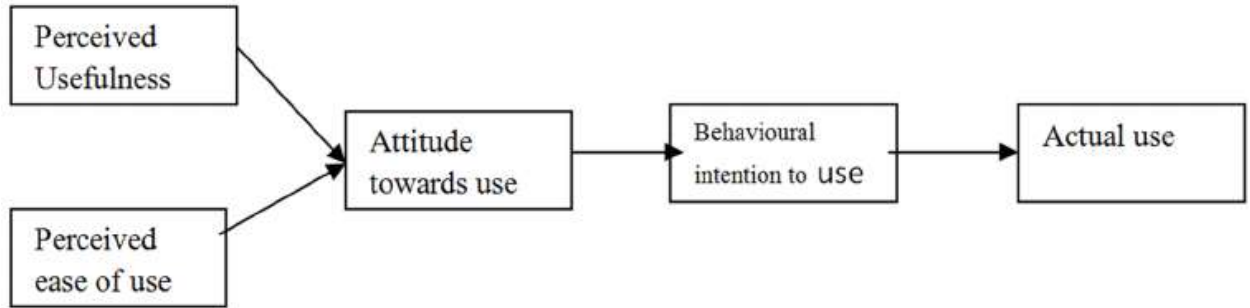 Perceived
Usefulness
Attitude
towards use
Behavioural
intention to use
Actual use
Perceived
ease of use